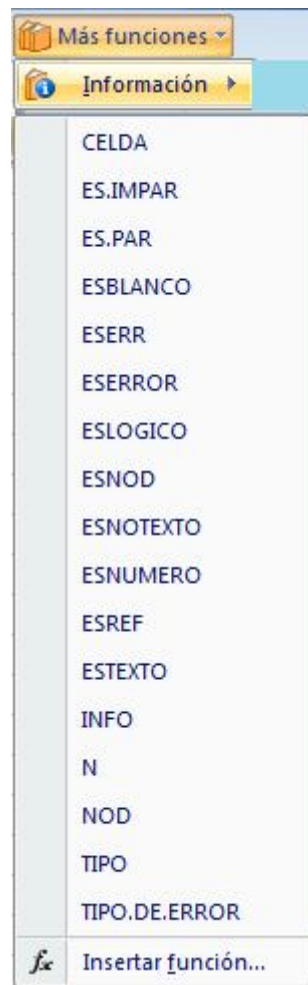 Más funciones
Información
CELDA
ES.IMPAR
ES.PAR
ESBLANCO
ESERR
ESERROR
ESLOGICO
ESNOD
ESNOTEXTO
ESNUMERO
ESREF
ESTEXTO
INFO
N
NOD
TIPO
TIPO.DE.ERROR
fx Insertar función...